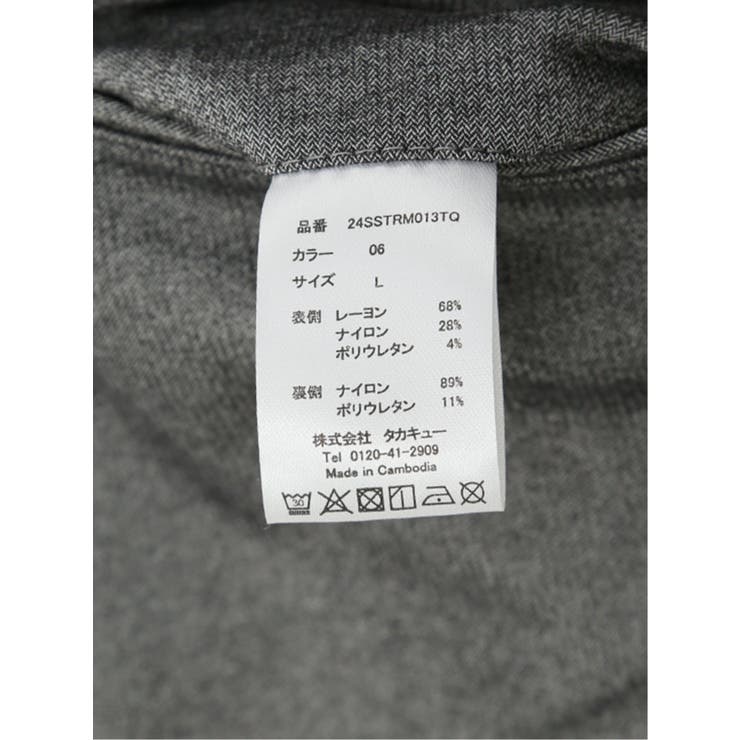 品番 24SSTRM013TQ
カラー 06
サイズ L
表側 レーヨン 68%
ナイロン 28%
ポリウレタン 4%
裏側 ナイロン 89%
ポリウレタン 11%
株式会社 タカキュー
Tel 0120-41-2909
Made in Cambodia
30